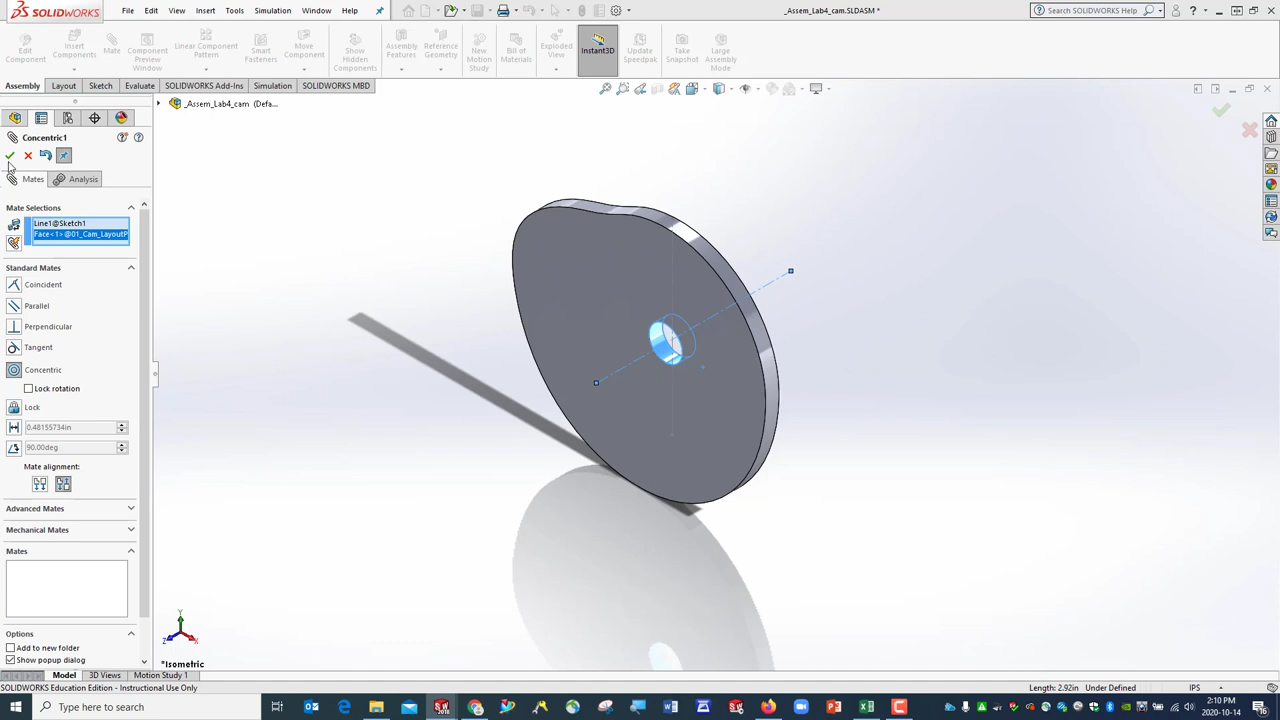 SOLIDWORKS File Edit View Insert Tools Simulation Window Help _Assem_Lab4_cam.SLDASM * Search SOLIDWORKS Help
Edit Component
Insert Components
Mate
Component Preview Window
Linear Component Pattern
Smart Fasteners
Move Component
Show Hidden Components
Assembly Features
Reference Geometry
New Motion Study
Bill of Materials
Exploded View
Instant3D
Update Speedpak
Take Snapshot
Large Assembly Mode
Assembly Layout Sketch Evaluate SOLIDWORKS Add-Ins Simulation SOLIDWORKS MBD
_Assem_Lab4_cam (Defa...
Concentric1
Mates Analysis
Mate Selections
Line1@Sketch1
Face<1>@01_Cam_LayoutP
Standard Mates
Coincident
Parallel
Perpendicular
Tangent
Concentric
Lock rotation
Lock
0.48155734in
90.00deg
Mate alignment:
Advanced Mates
Mechanical Mates
Mates
Options
Add to new folder
Show popup dialog
Y
Z
X
*Isometric
Model 3D Views Motion Study 1
SOLIDWORKS Education Edition - Instructional Use Only Length: 2.92in Under Defined IPS
Type here to search
2:10 PM
2020-10-14